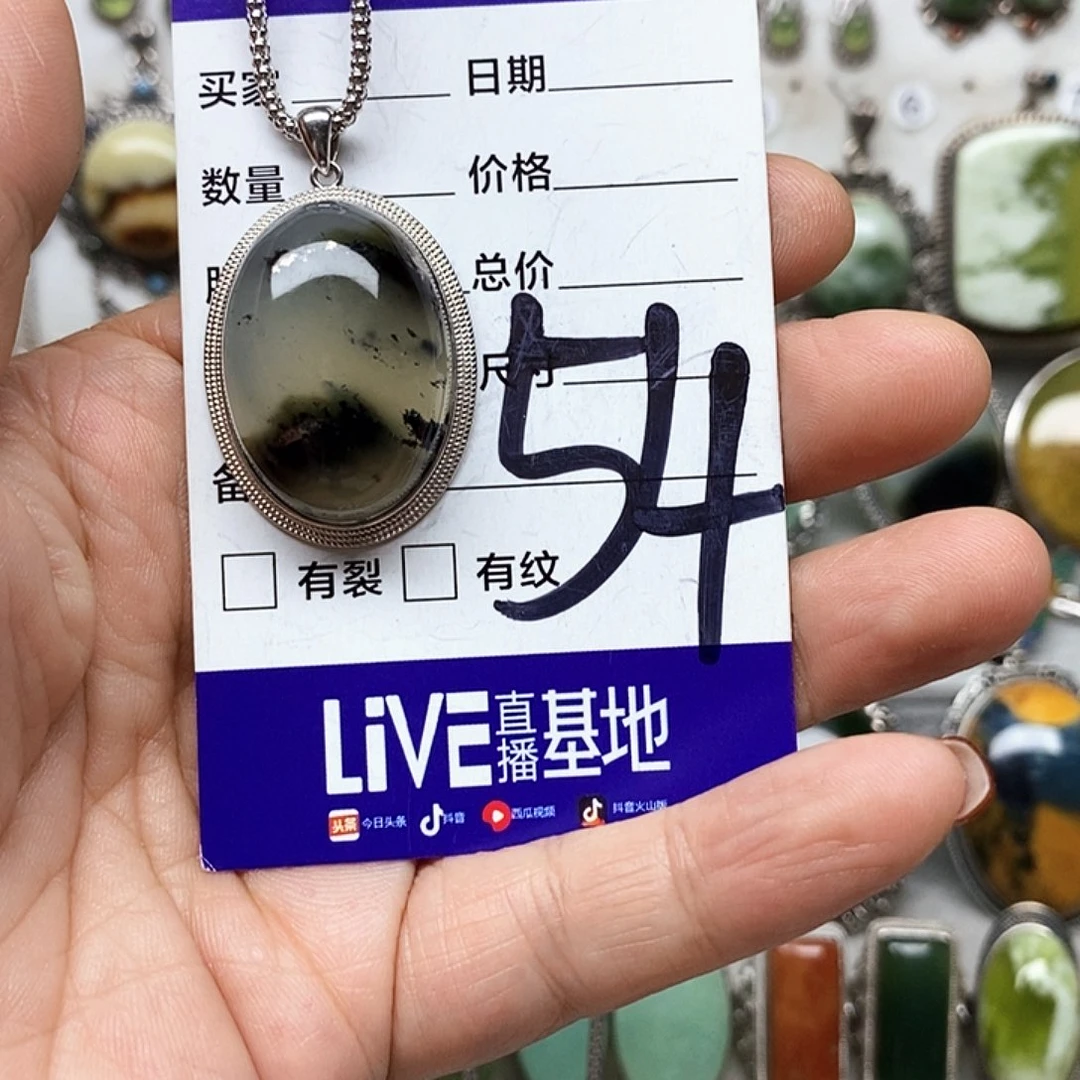 买家 日期
数量 价格
总价
尺寸
54
备
有裂 有纹
LiVE直播基地
头条 今日头条 抖音 西瓜视频 抖音火山版